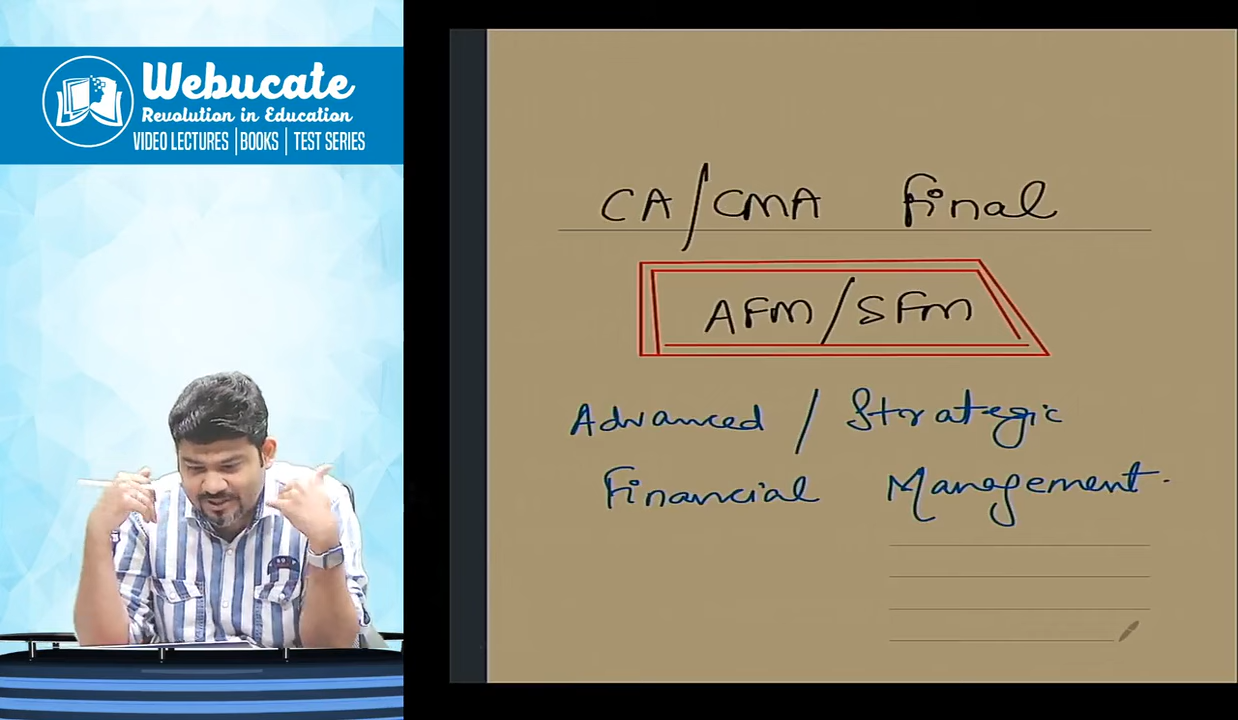 Webucate
Revolution in Education
VIDEO LECTURES | BOOKS | TEST SERIES
CA/CMA Final
AFM/SFM
Advanced / Strategic
Financial Management.